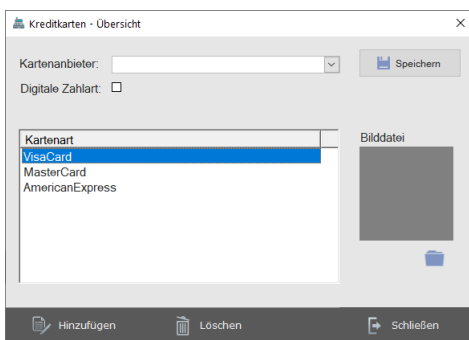 Kreditkarten - Übersicht
Kartenanbieter:
Speichern
Digitale Zahlart:
Kartenart
Bilddatei
VisaCard
MasterCard
AmericanExpress
Hinzufügen
Löschen
Schließen